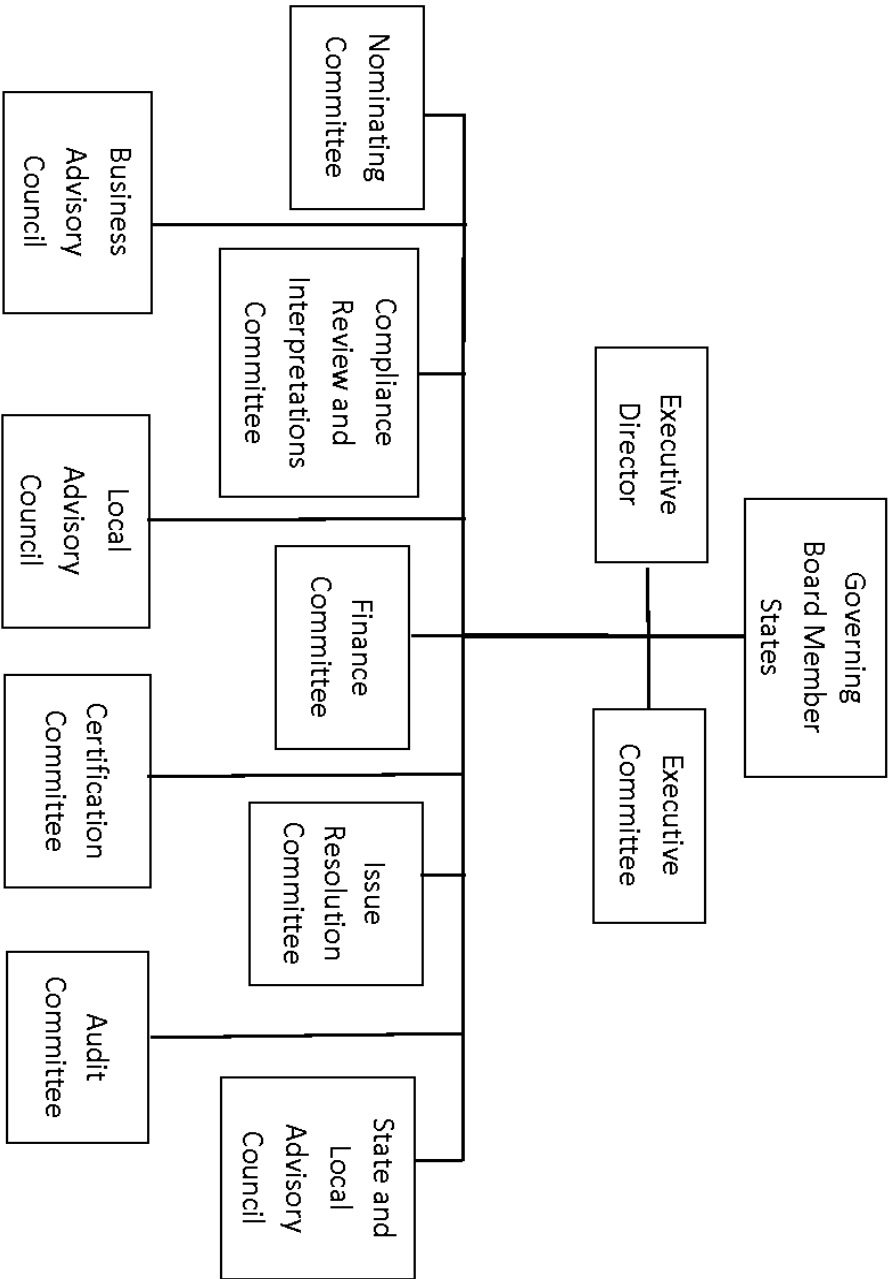 Governing
Board Member
States
Executive
Director
Executive
Committee
Nominating
Committee
Compliance
Review and
Interpretations
Committee
Finance
Committee
Issue
Resolution
Committee
State and
Local
Advisory
Council
Business
Advisory
Council
Local
Advisory
Council
Certification
Committee
Audit
Committee